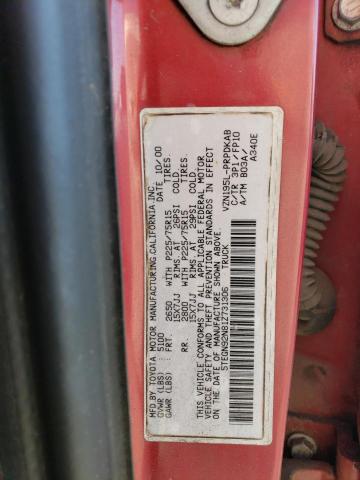 MFD BY TOYOTA MOTOR MANUFACTURING CALIFORNIA, INC
DATE 10/00
GVWR (LBS) : 5100
GAWR (LBS) : FRT. 2650 WITH P225/75R15 TIRES.
15X7JJ RIMS. AT 26PSI COLD.
RR. 2800 WITH P225/75R15 TIRES.
15X7JJ RIMS. AT 29PSI COLD.
THIS VEHICLE CONFORMS TO ALL APPLICABLE FEDERAL MOTOR
VEHICLE SAFETY AND THEFT PREVENTION STANDARDS IN EFFECT
ON THE DATE OF MANUFACTURE SHOWN ABOVE.
5TEGN92N81Z731306 TRUCK
VZN195L-PRPDKAB
C/TR 3P1/FP10
A/TM B03A/
A340E